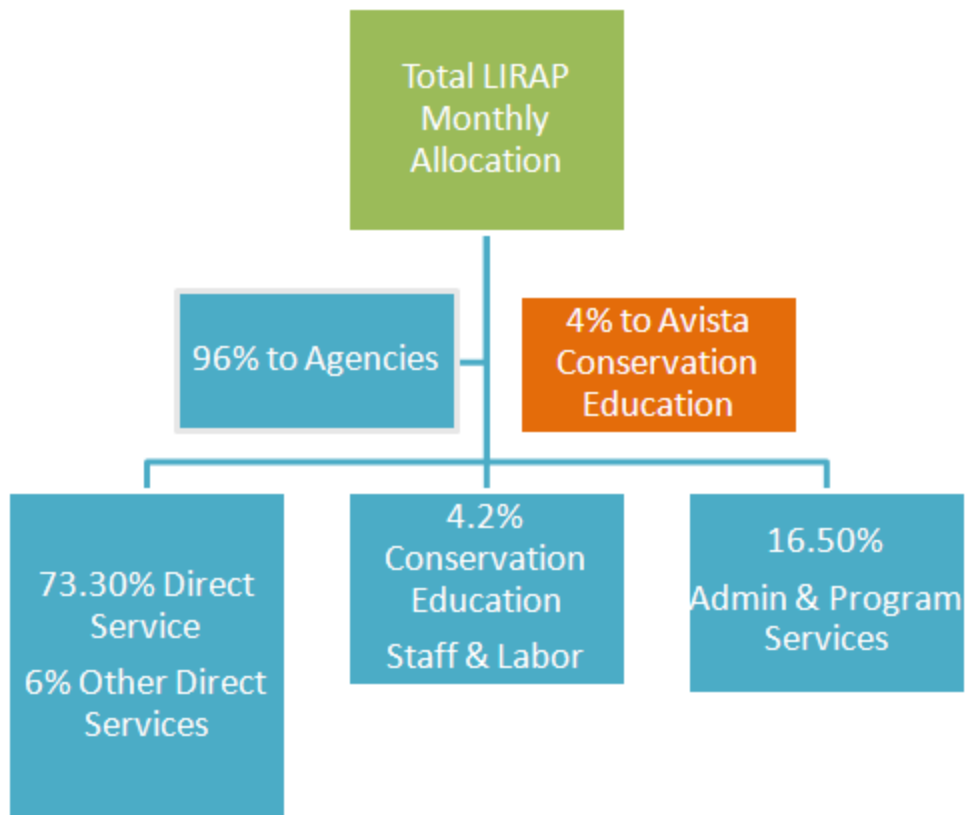 Total LIRAP
Monthly
Allocation
96% to Agencies
4% to Avista
Conservation
Education
73.30% Direct
Service
6% Other Direct
Services
4.2%
Conservation
Education
Staff & Labor
16.50%
Admin & Program
Services